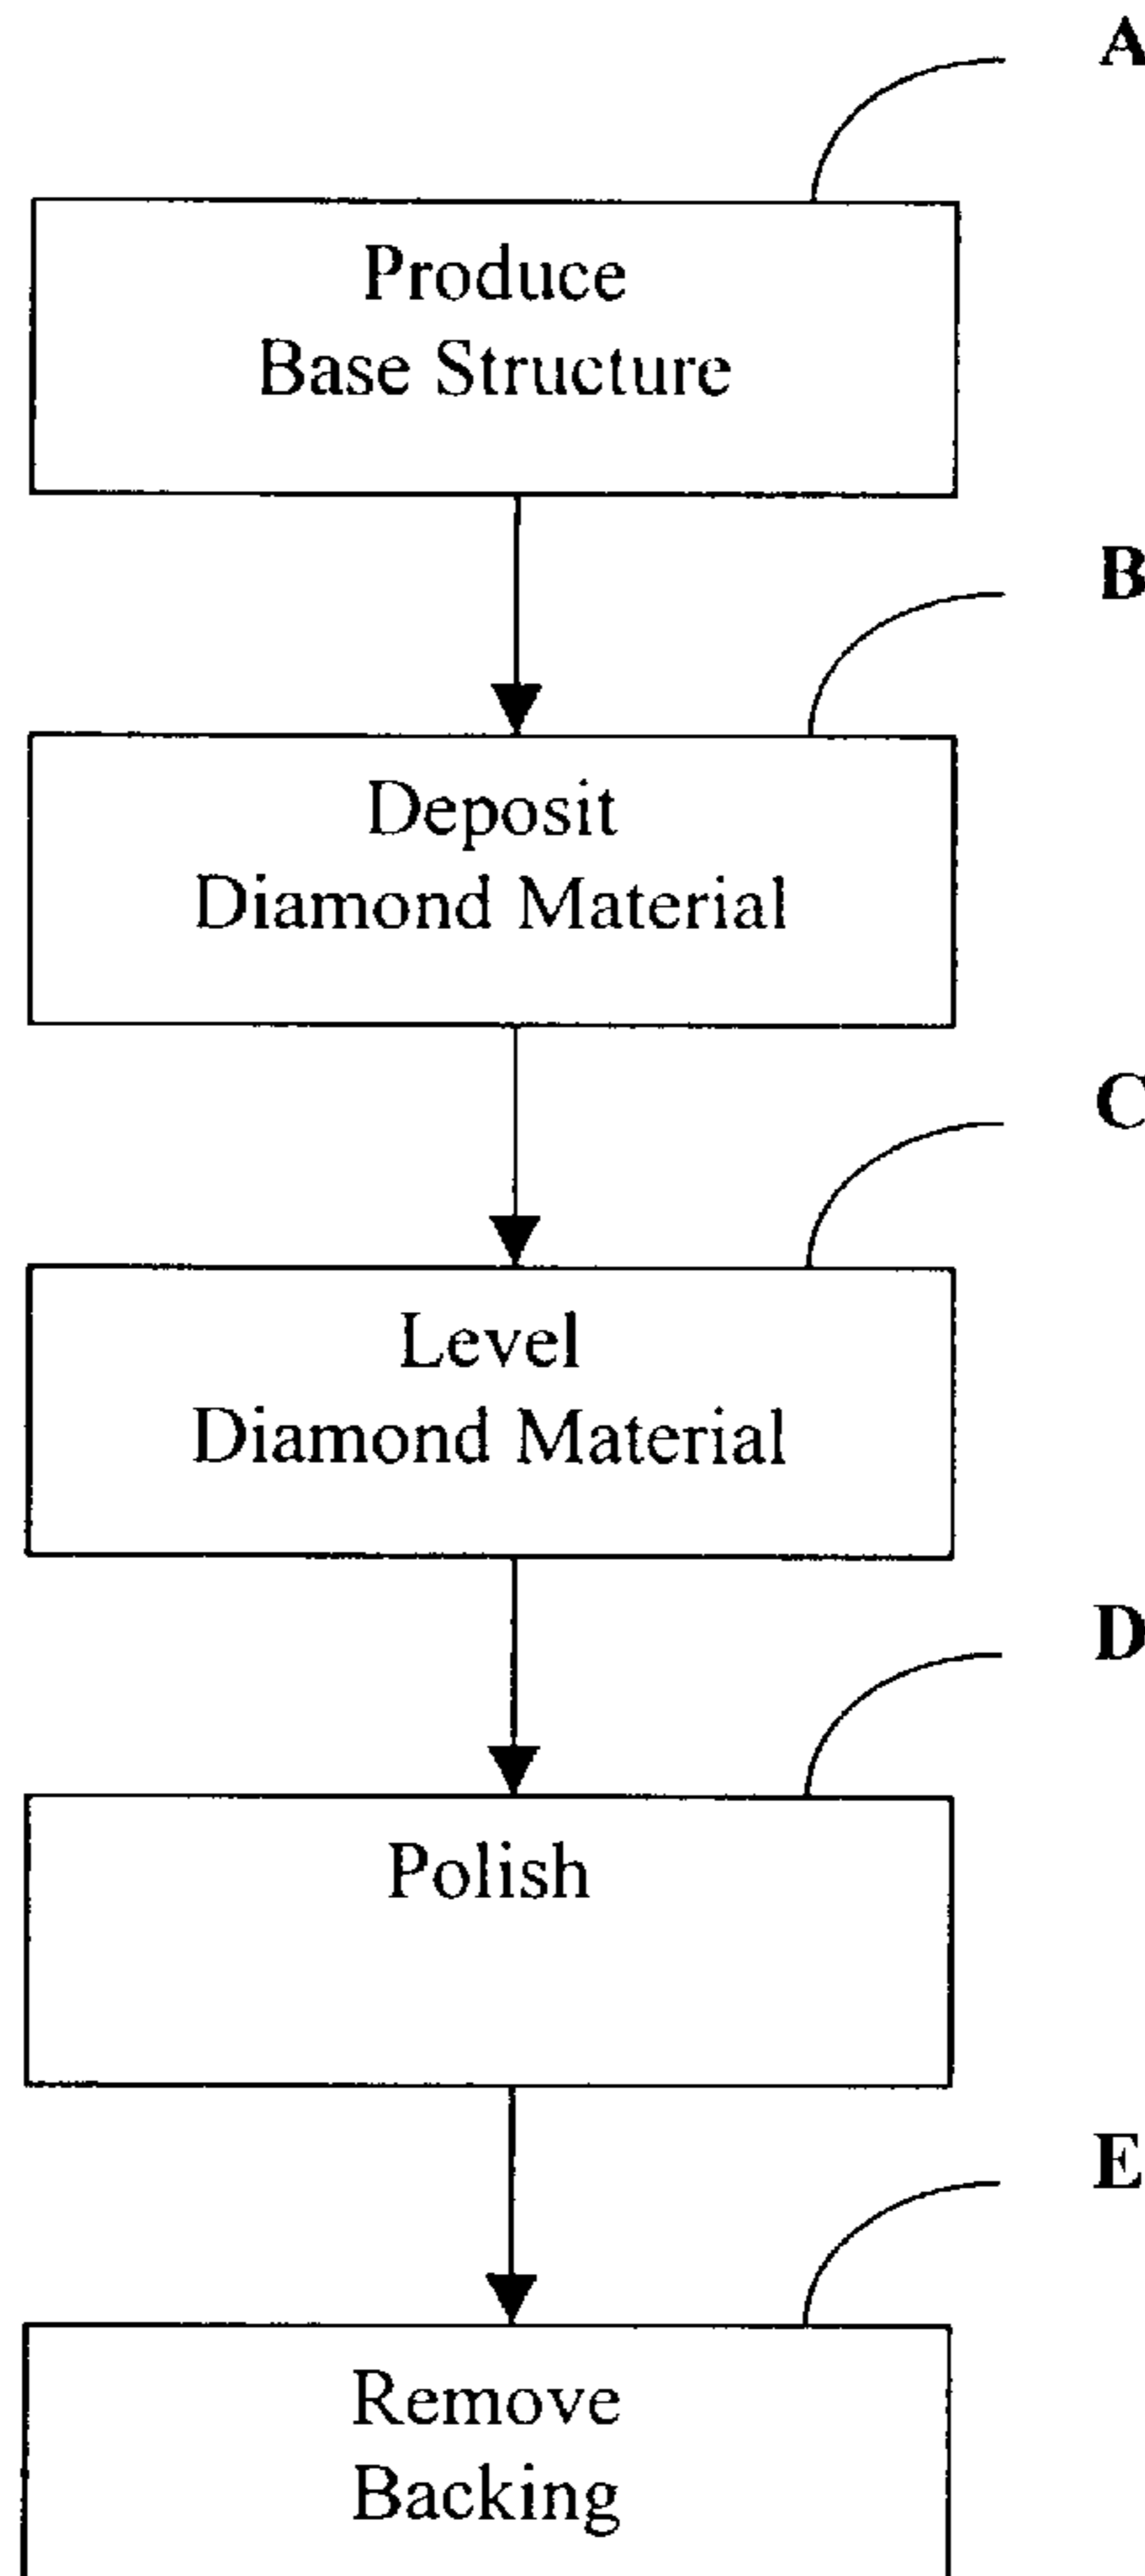 A
Produce
Base Structure
B
Deposit
Diamond Material
C
Level
Diamond Material
D
Polish
E
Remove
Backing